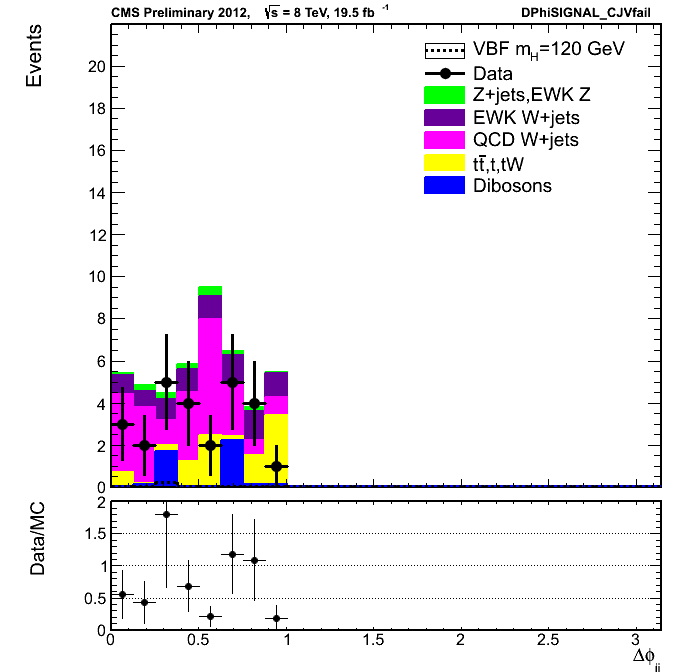 CMS Preliminary 2012, √s = 8 TeV, 19.5 fb⁻¹ DPhiSIGNAL_CJVfail
Events
VBF m_H=120 GeV
Data
Z+jets,EWK Z
EWK W+jets
QCD W+jets
tt̄,t,tW
Dibosons
20
18
16
14
12
10
8
6
4
2
0
Data/MC
2
1.5
1
0.5
0
0 0.5 1 1.5 2 2.5 3
Δϕ_jj